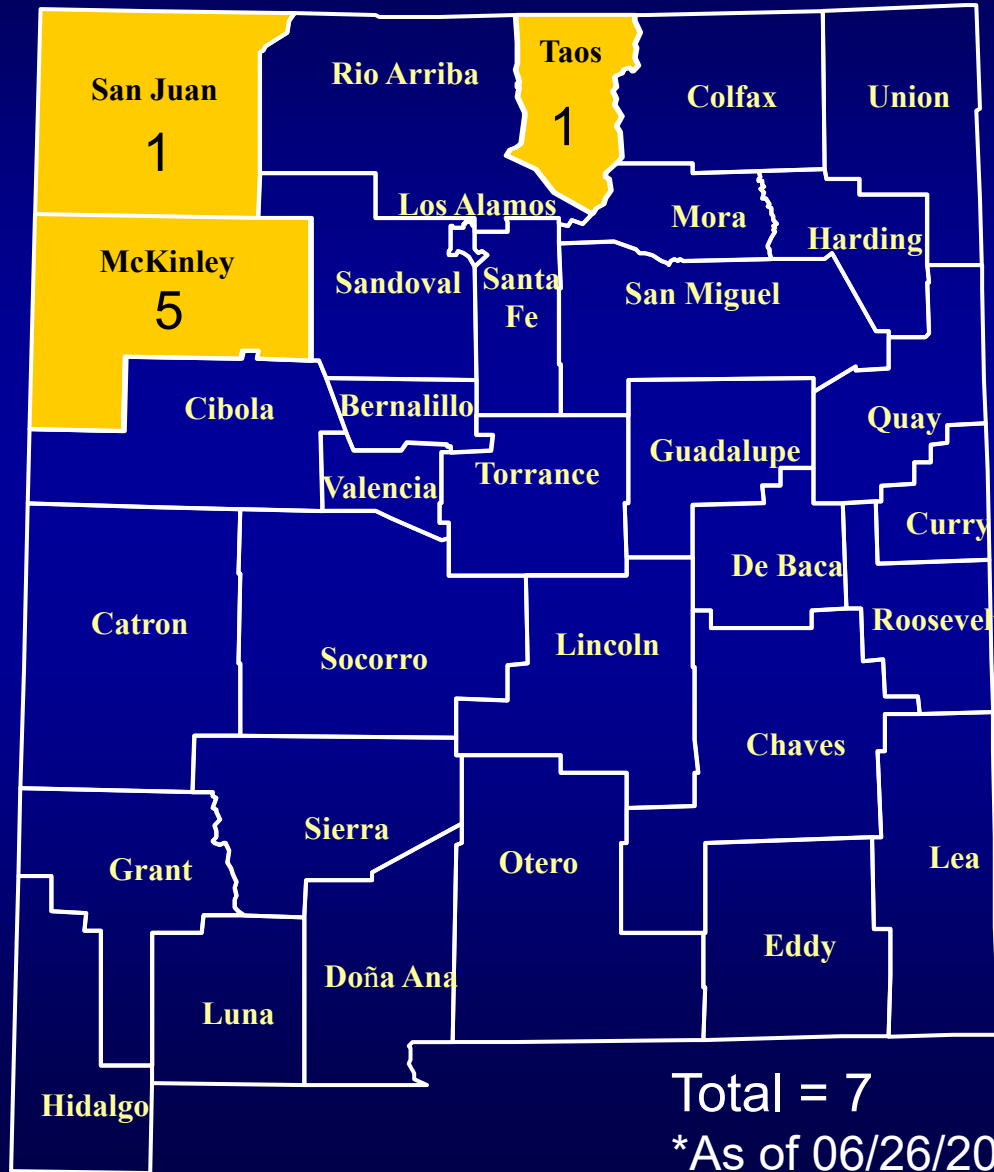 San Juan
1
Rio Arriba
Taos
1
Colfax
Union
McKinley
5
Los Alamos
Sandoval
Santa
Fe
Mora
Harding
San Miguel
Cibola
Bernalillo
Valencia
Torrance
Guadalupe
Quay
Curry
De Baca
Roosevel
Catron
Socorro
Lincoln
Chaves
Sierra
Grant
Otero
Lea
Eddy
Doña Ana
Luna
Hidalgo
Total = 7
*As of 06/26/20